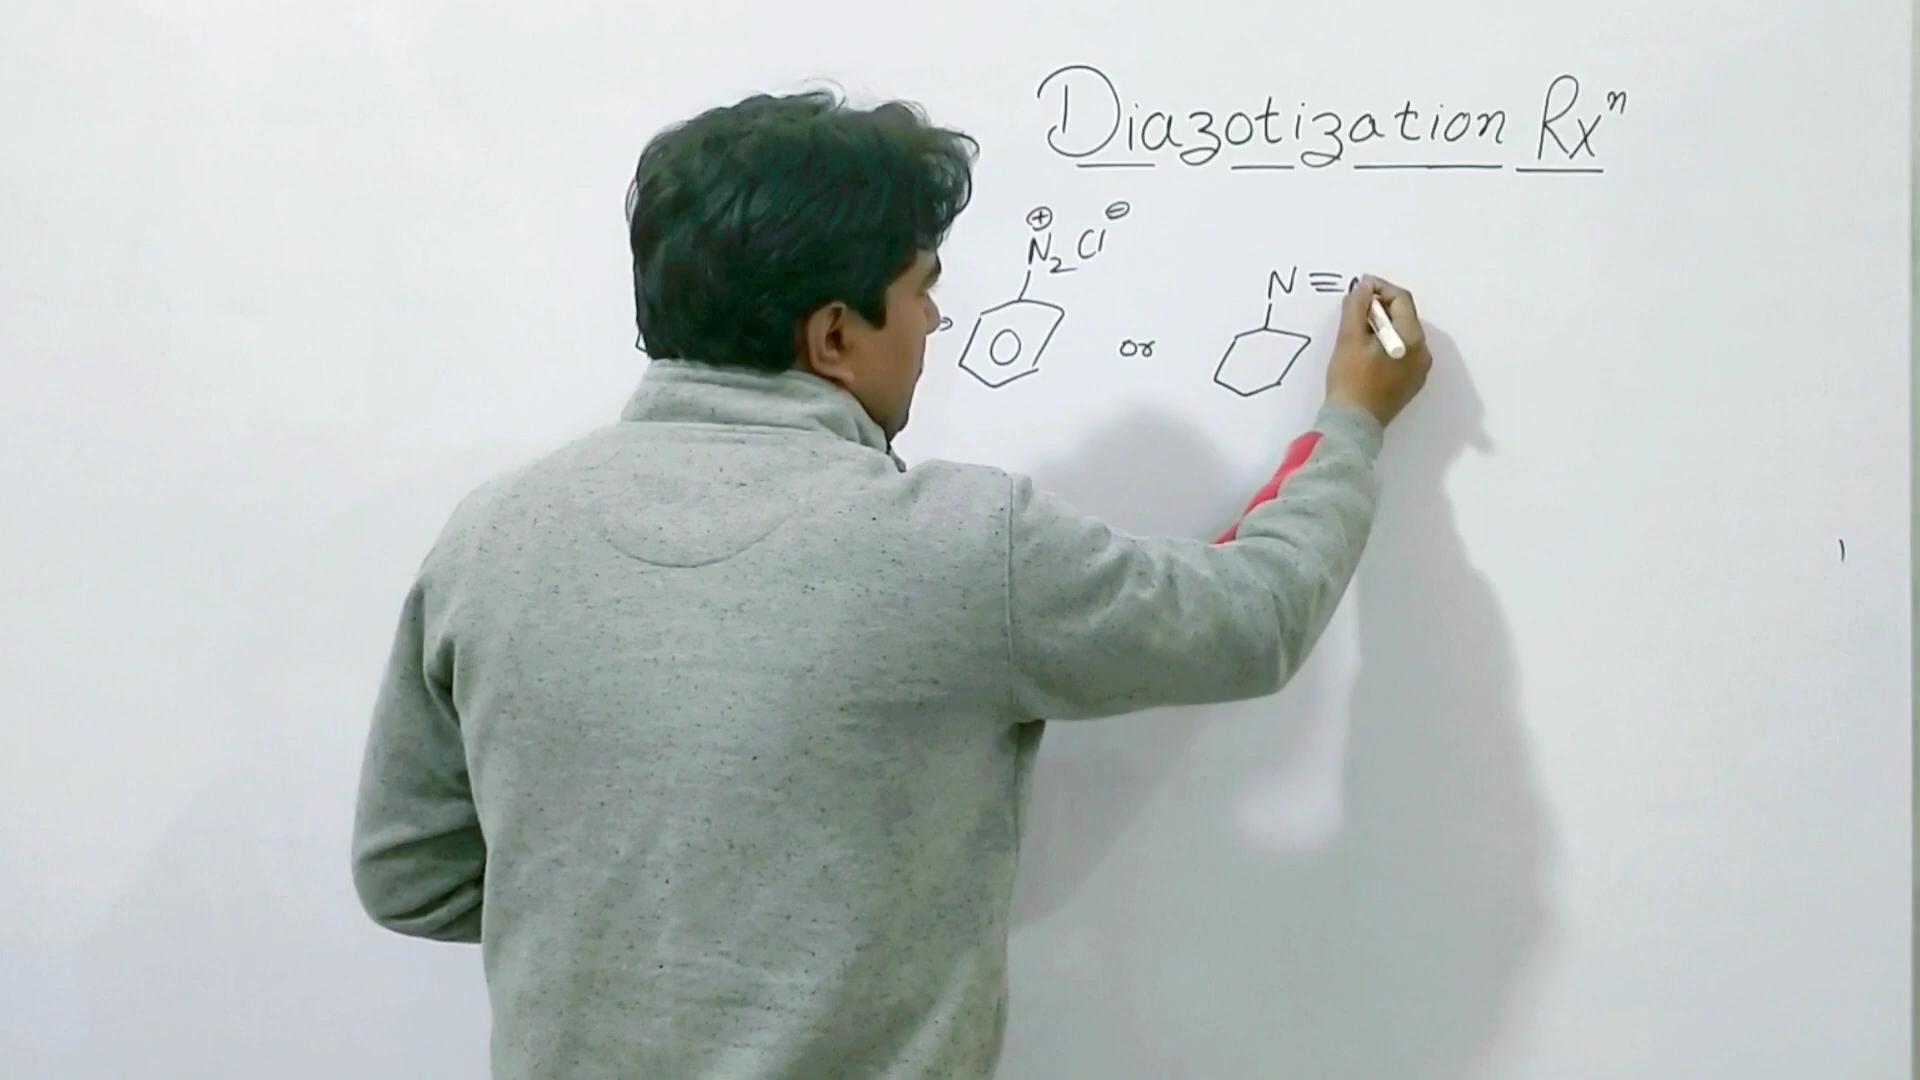 Diazotization Rxⁿ
N₂Cl
⊕ ⊖
or
N≡